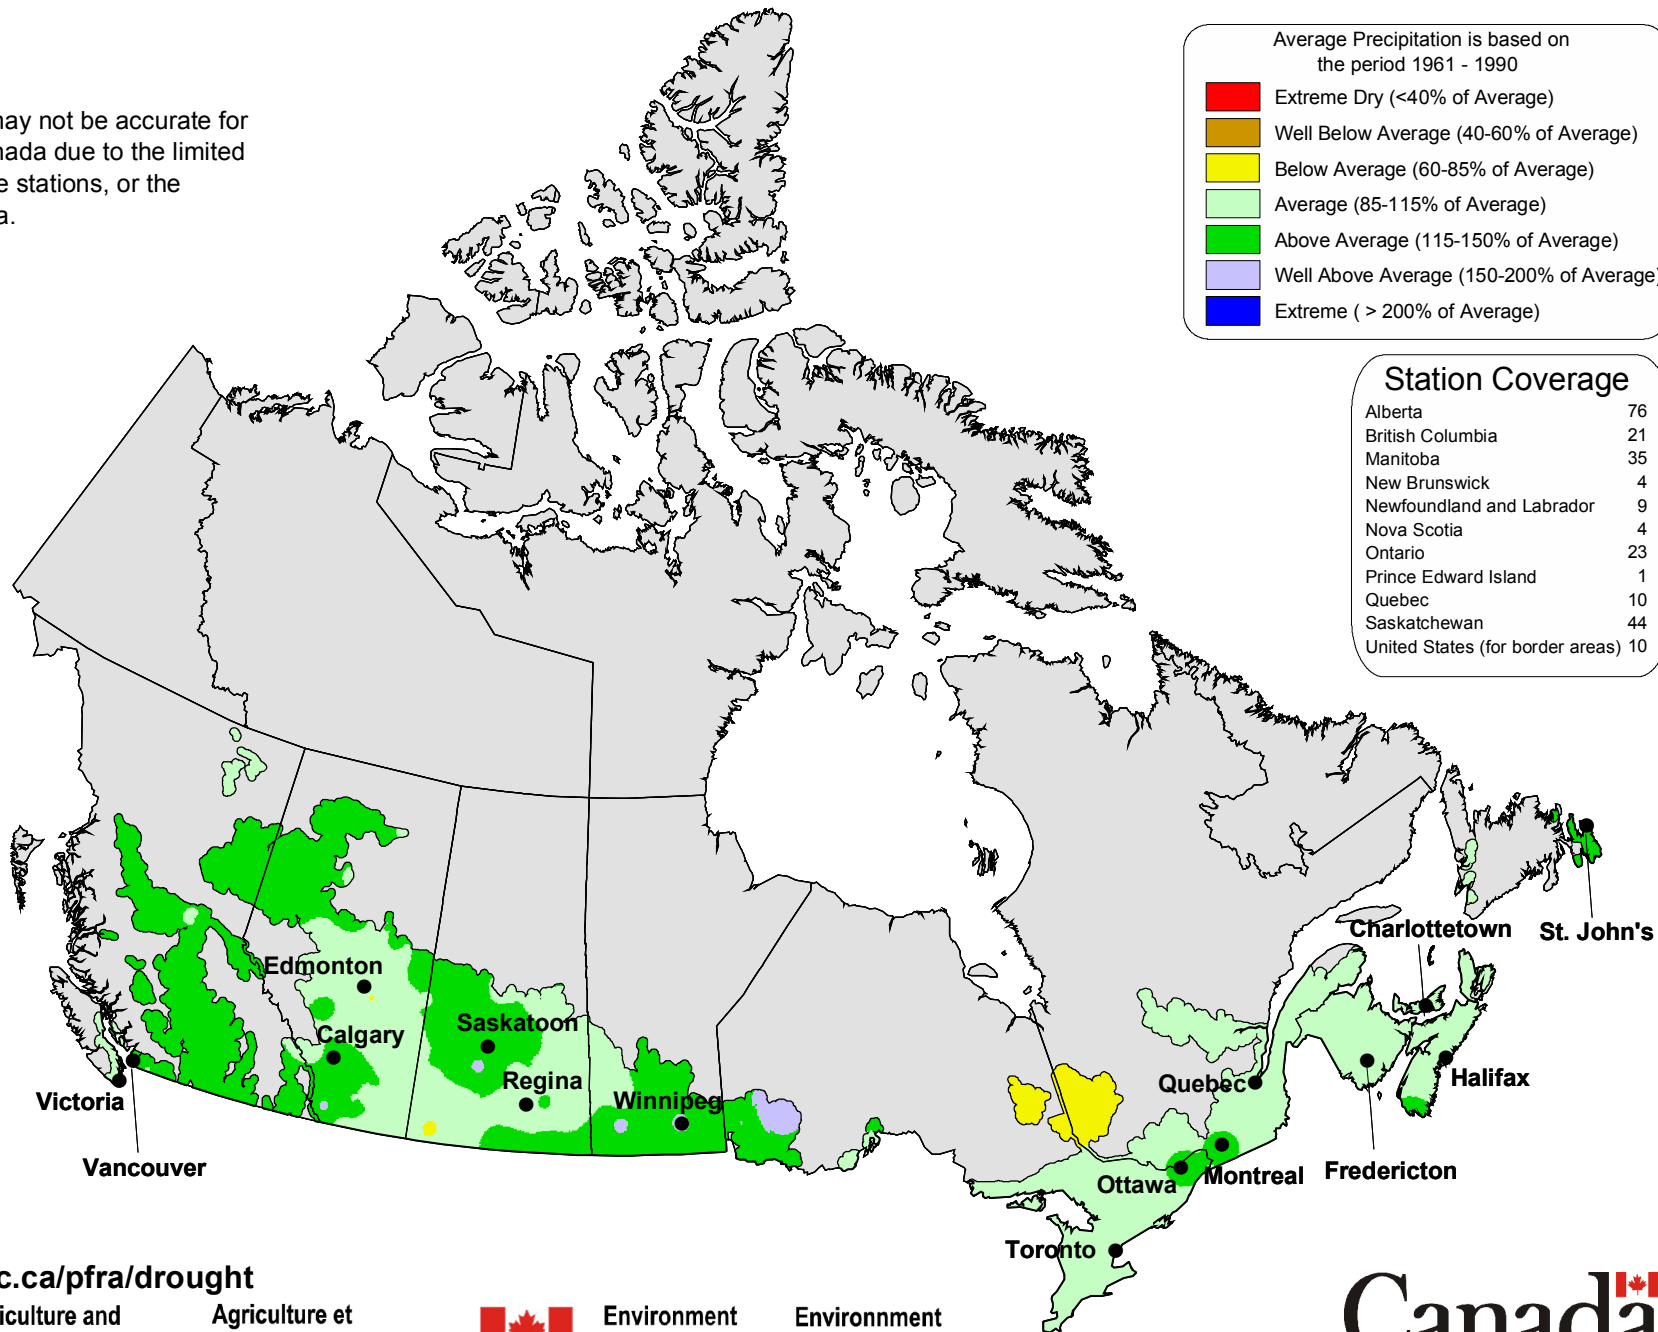 may not be accurate for
nada due to the limited
e stations, or the
a.
Average Precipitation is based on
the period 1961 - 1990
Extreme Dry (<40% of Average)
Well Below Average (40-60% of Average)
Below Average (60-85% of Average)
Average (85-115% of Average)
Above Average (115-150% of Average)
Well Above Average (150-200% of Average)
Extreme ( > 200% of Average)
Station Coverage
Alberta 76
British Columbia 21
Manitoba 35
New Brunswick 4
Newfoundland and Labrador 9
Nova Scotia 4
Ontario 23
Prince Edward Island 1
Quebec 10
Saskatchewan 44
United States (for border areas) 10
Charlottetown
St. John's
Edmonton
Saskatoon
Calgary
Regina
Winnipeg
Victoria
Vancouver
Quebec
Halifax
Fredericton
Montreal
Ottawa
Toronto
c.ca/pfra/drought
iculture and
Agriculture et
Environment
Environnment
Canada